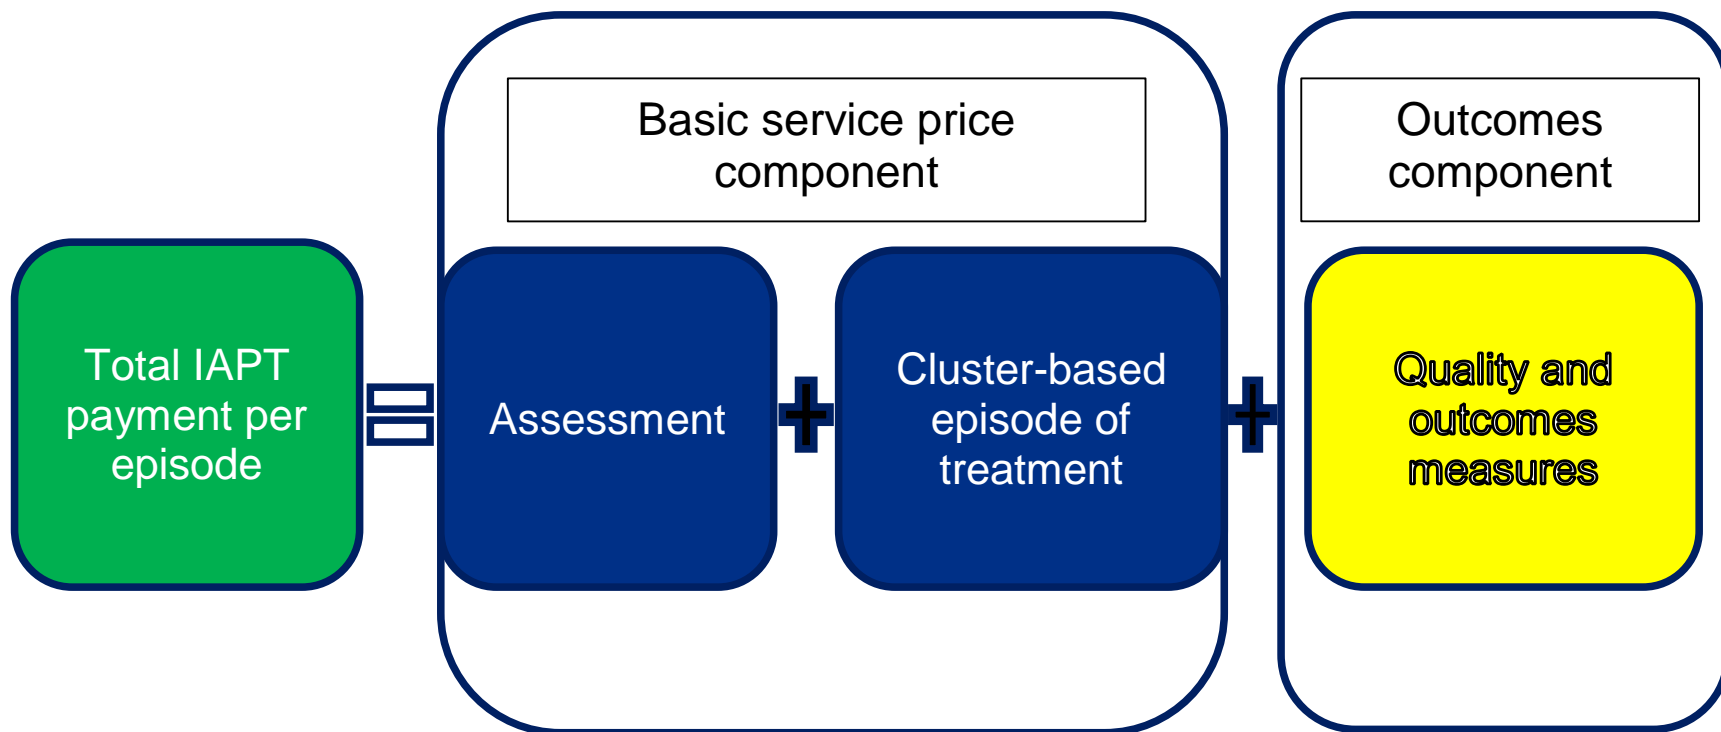 Basic service price
component
Outcomes
component
Total IAPT
payment per
episode
=
Assessment
+
Cluster-based
episode of
treatment
+
Quality and
outcomes
measures